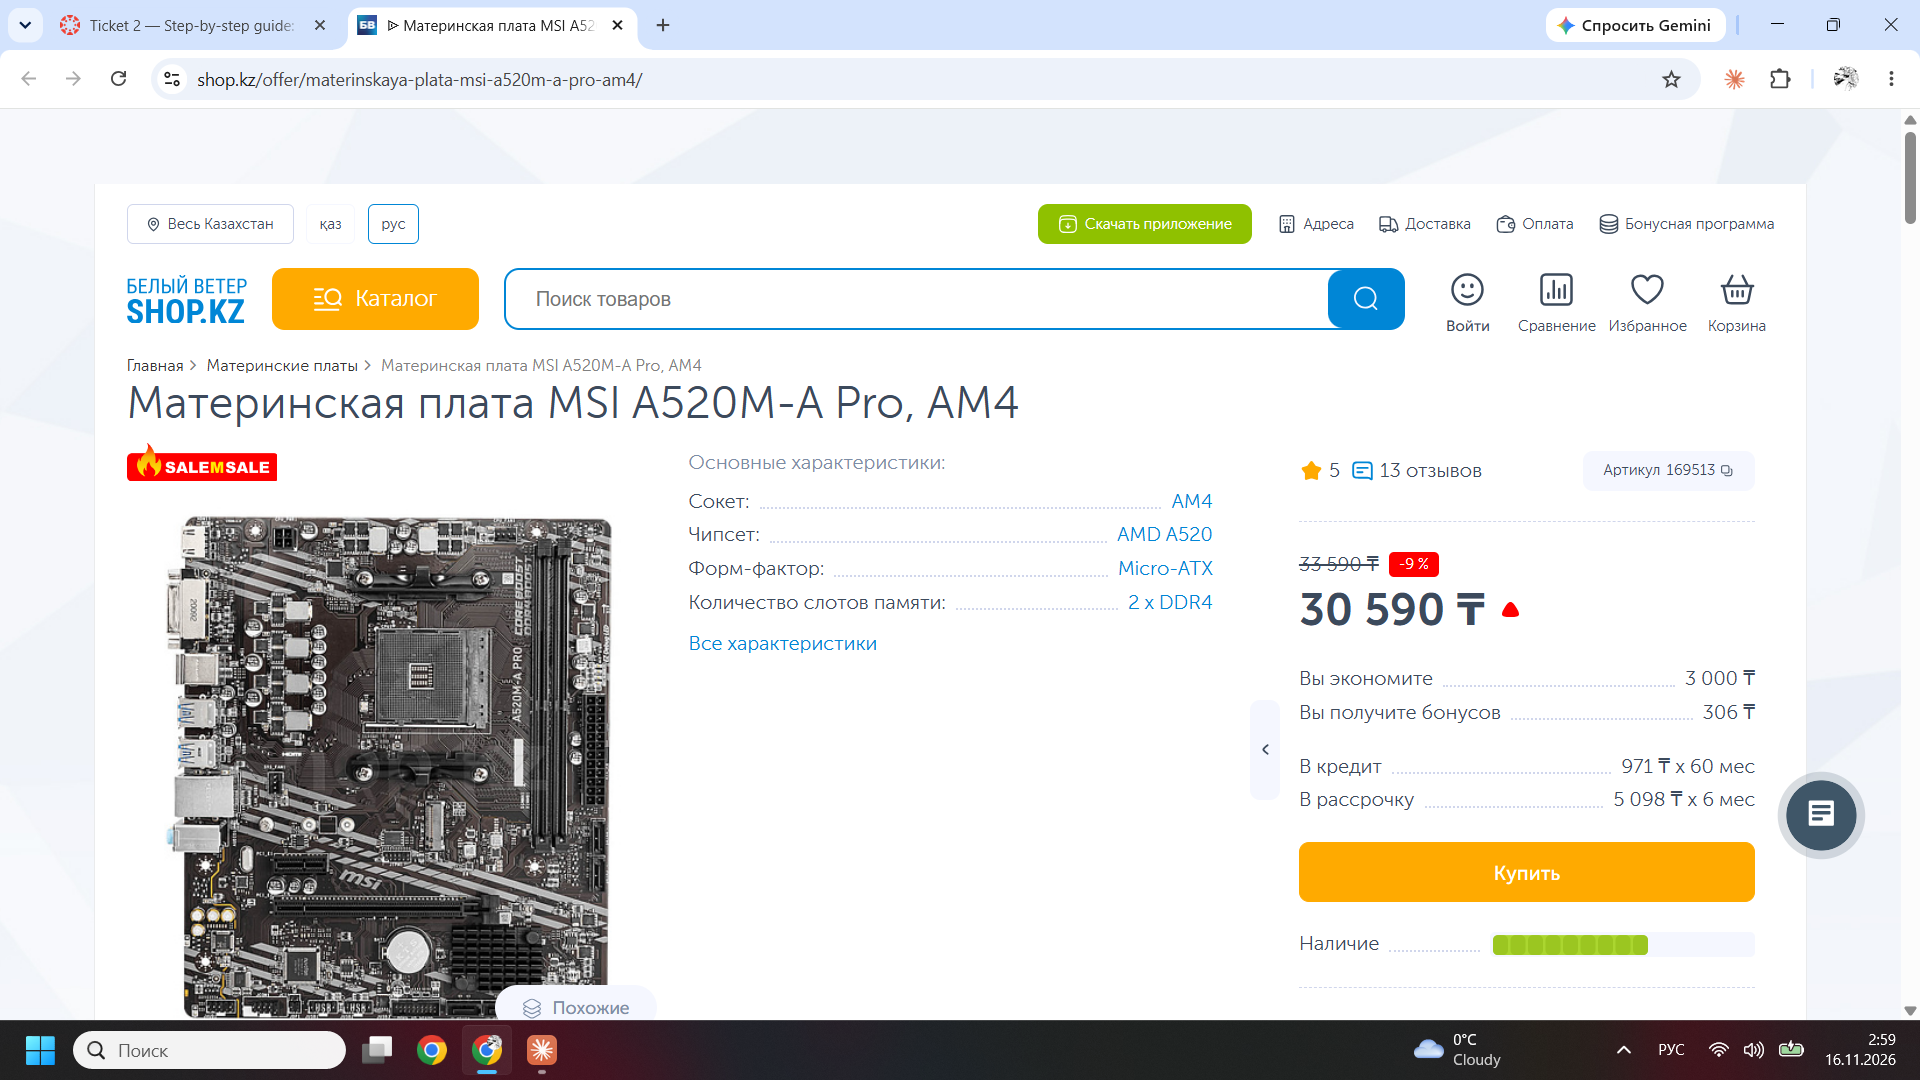 Ticket 2 — Step-by-step guide:
БВ
ᐉ Материнская плата MSI A52
Спросить Gemini
shop.kz/offer/materinskaya-plata-msi-a520m-a-pro-am4/
Весь Казахстан
қаз
рус
Скачать приложение
Адреса
Доставка
Оплата
Бонусная программа
БЕЛЫЙ ВЕТЕР
SHOP.KZ
Каталог
Поиск товаров
Войти
Сравнение
Избранное
Корзина
Главная > Материнские платы > Материнская плата MSI A520M-A Pro, AM4
Материнская плата MSI A520M-A Pro, AM4
SALEMSALE
Основные характеристики:
Сокет: AM4
Чипсет: AMD A520
Форм-фактор: Micro-ATX
Количество слотов памяти: 2 x DDR4
Все характеристики
CORE BOOST
DDR4 BOOST
A520M-A PRO
HDMI
msi
5
13 отзывов
Артикул 169513
33 590 ₸
-9 %
30 590 ₸
Вы экономите 3 000 ₸
Вы получите бонусов 306 ₸
В кредит 971 ₸ x 60 мес
В рассрочку 5 098 ₸ x 6 мес
Купить
Наличие
Похожие
Поиск
0°C
Cloudy
РУС
2:59
16.11.2026